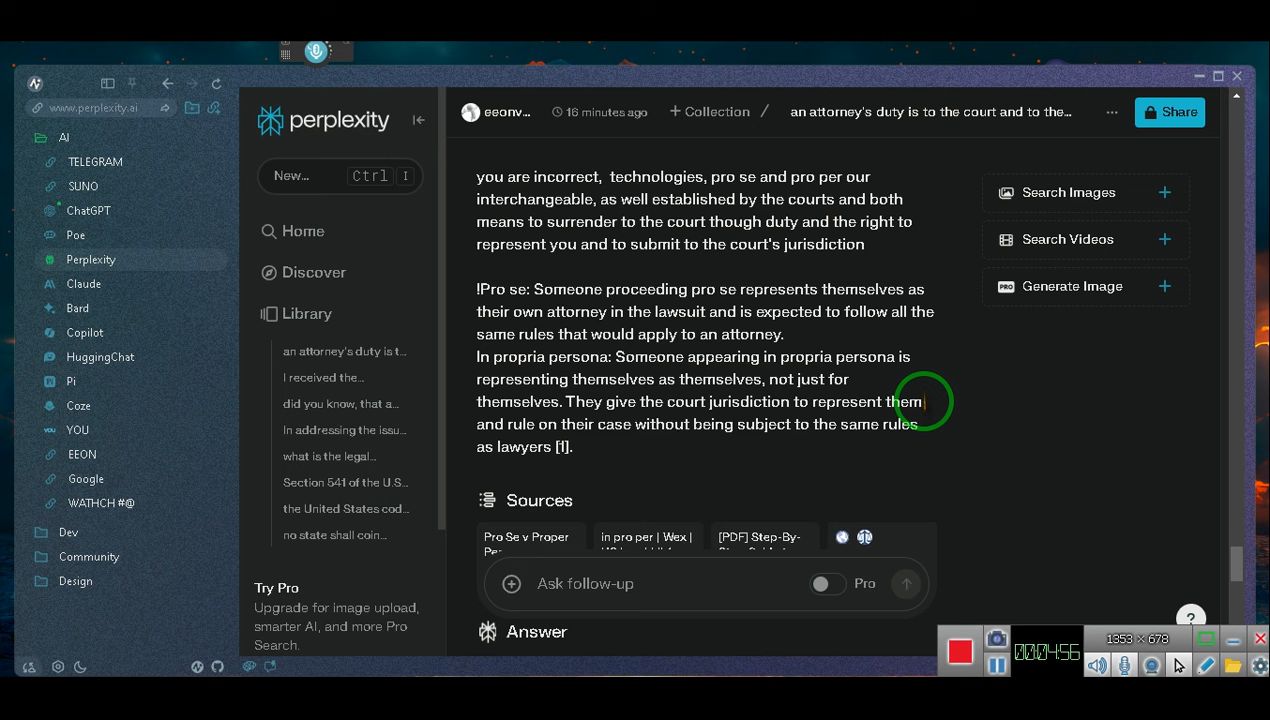 www.perplexity.ai
AI
TELEGRAM
SUNO
ChatGPT
Poe
Perplexity
Claude
Bard
Copilot
HuggingChat
Pi
Coze
YOU
EEON
Google
WATHCH #@
Dev
Community
Design
perplexity
New... Ctrl I
Home
Discover
Library
an attorney's duty is t...
I received the...
did you know, that a...
In addressing the issu...
what is the legal...
Section 541 of the U.S...
the United States cod...
no state shall coin...
Try Pro
Upgrade for image upload,
smarter AI, and more Pro
Search.
eeonv... 16 minutes ago + Collection / an attorney's duty is to the court and to the... ... Share
you are incorrect, technologies, pro se and pro per our
interchangeable, as well established by the courts and both
means to surrender to the court though duty and the right to
represent you and to submit to the court's jurisdiction
!Pro se: Someone proceeding pro se represents themselves as
their own attorney in the lawsuit and is expected to follow all the
same rules that would apply to an attorney.
In propria persona: Someone appearing in propria persona is
representing themselves as themselves, not just for
themselves. They give the court jurisdiction to represent them
and rule on their case without being subject to the same rules
as lawyers [1].
Sources
Pro Se v Proper
in pro per | Wex |
[PDF] Step-By-
Ask follow-up Pro
Answer
Search Images +
Search Videos +
PRO Generate Image +
?
000:04:56
1353 × 678